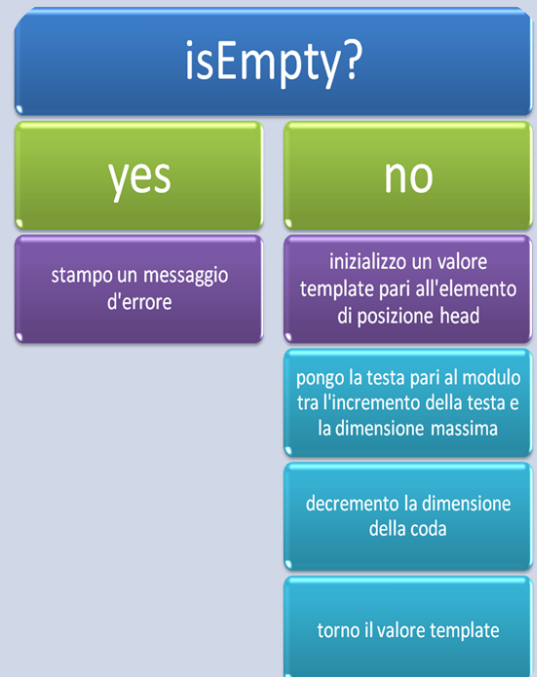 isEmpty?
yes
no
stampo un messaggio
d'errore
inizializzo un valore
template pari all'elemento
di posizione head
pongo la testa pari al modulo
tra l'incremento della testa e
la dimensione massima
decremento la dimensione
della coda
torno il valore template